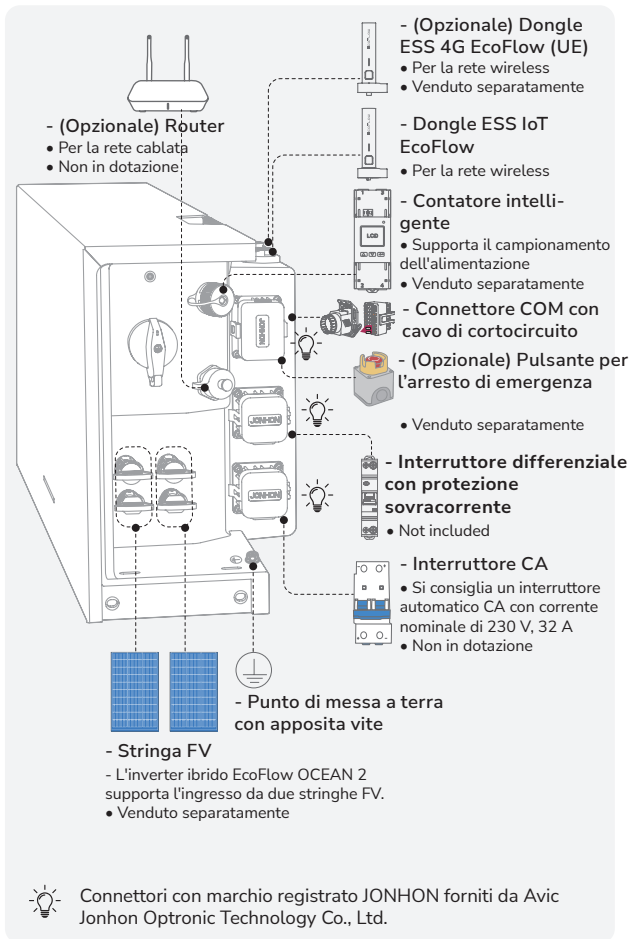 - (Opzionale) Dongle
ESS 4G EcoFlow (UE)
• Per la rete wireless
• Venduto separatamente
- (Opzionale) Router
• Per la rete cablata
• Non in dotazione
- Dongle ESS IoT
EcoFlow
• Per la rete wireless
- Contatore intelli-
gente
• Supporta il campionamento
dell'alimentazione
• Venduto separatamente
LCD
- Connettore COM con
cavo di cortocircuito
JONHON
- (Opzionale) Pulsante per
l'arresto di emergenza
• Venduto separatamente
JONHON
- Interruttore differenziale
con protezione
sovracorrente
• Not included
JONHON
- Interruttore CA
• Si consiglia un interruttore
automatico CA con corrente
nominale di 230 V, 32 A
• Non in dotazione
- Punto di messa a terra
con apposita vite
- Stringa FV
- L'inverter ibrido EcoFlow OCEAN 2
supporta l'ingresso da due stringhe FV.
• Venduto separatamente
Connettori con marchio registrato JONHON forniti da Avic
Jonhon Optronic Technology Co., Ltd.